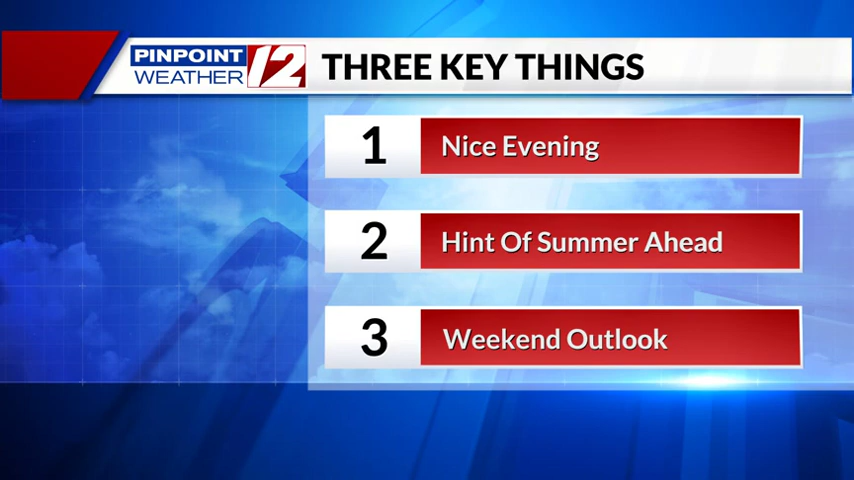 PINPOINT
WEATHER 12
THREE KEY THINGS
1 Nice Evening
2 Hint Of Summer Ahead
3 Weekend Outlook